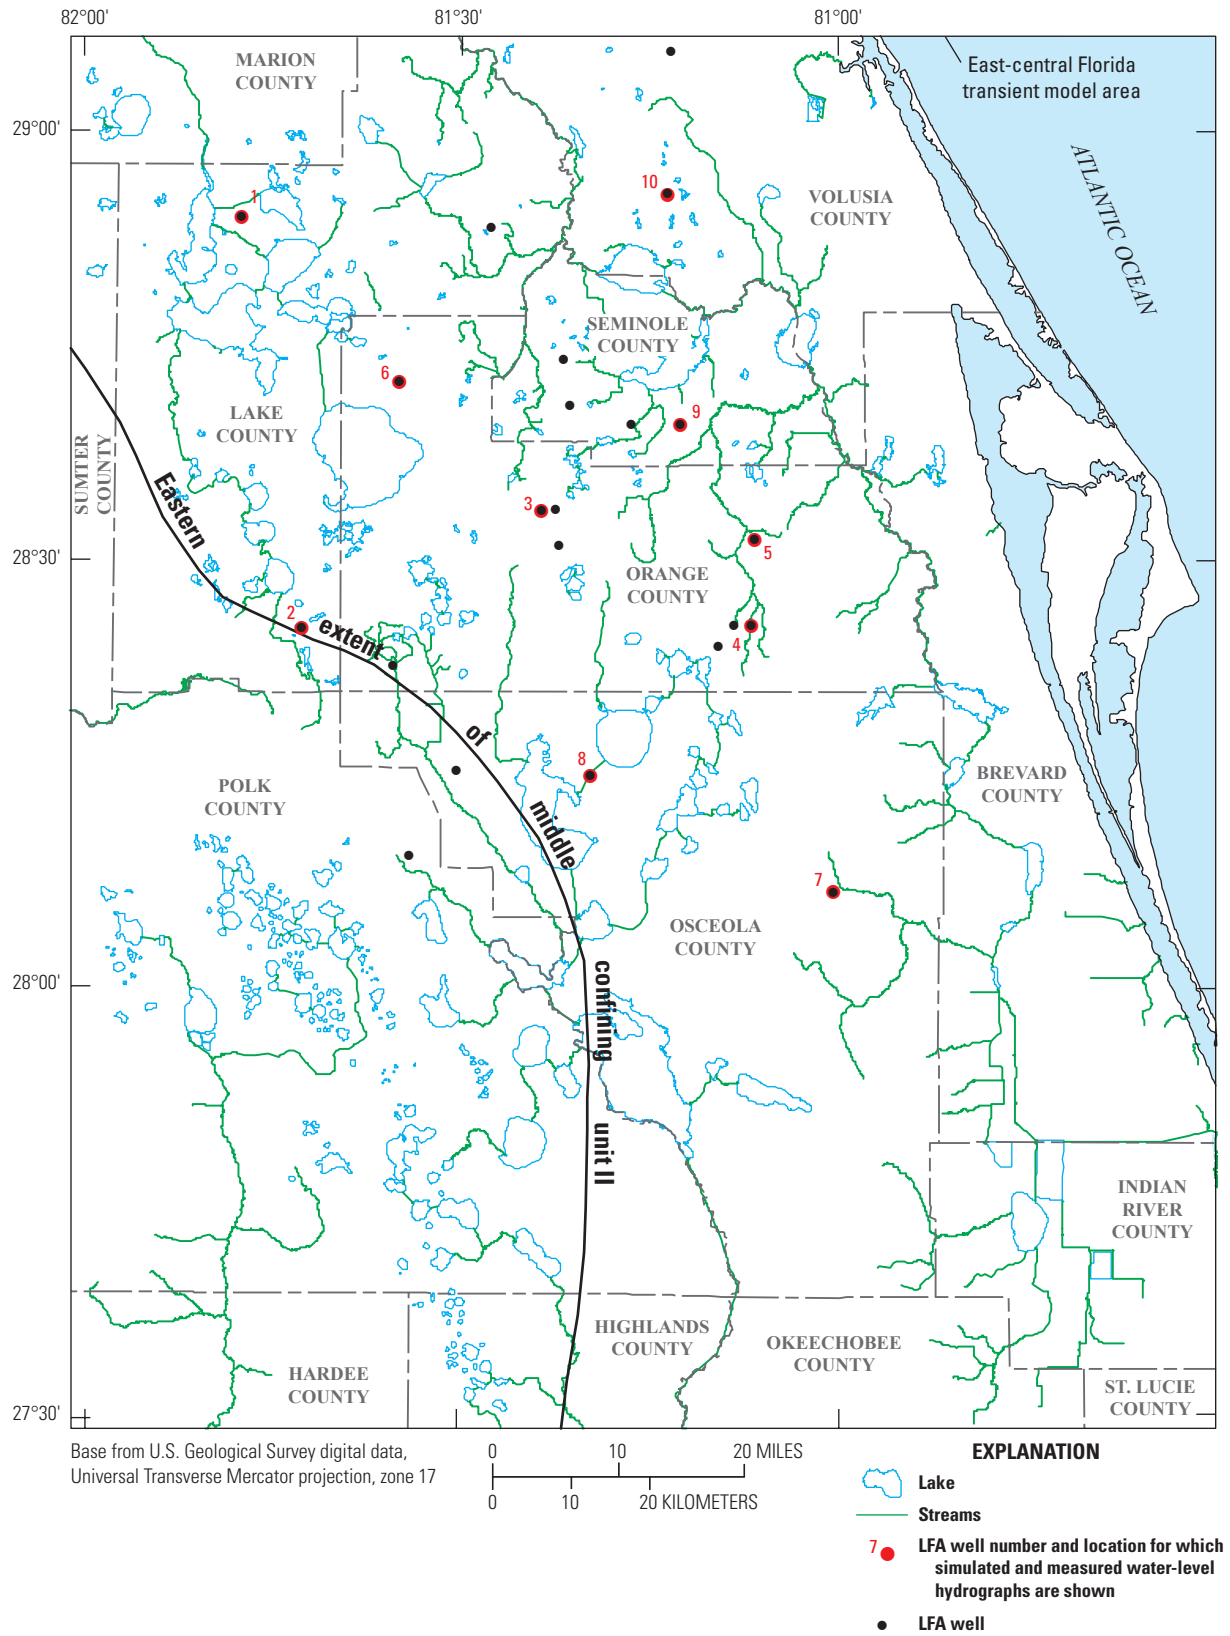 82°00'
81°30'
81°00'
MARION
COUNTY
East-central Florida
transient model area
29°00'
ATLANTIC OCEAN
10
VOLUSIA
COUNTY
1
SEMINOLE
COUNTY
6
LAKE
COUNTY
9
SUMTER
COUNTY
Eastern
3
5
28°30'
ORANGE
COUNTY
2
extent
4
of
8
BREVARD
COUNTY
POLK
COUNTY
middle
7
OSCEOLA
COUNTY
28°00'
confining
unit II
INDIAN
RIVER
COUNTY
HIGHLANDS
COUNTY
OKEECHOBEE
COUNTY
HARDEE
COUNTY
ST. LUCIE
COUNTY
27°30'
Base from U.S. Geological Survey digital data,
Universal Transverse Mercator projection, zone 17
0 10 20 MILES
0 10 20 KILOMETERS
EXPLANATION
Lake
Streams
7 LFA well number and location for which
simulated and measured water-level
hydrographs are shown
LFA well